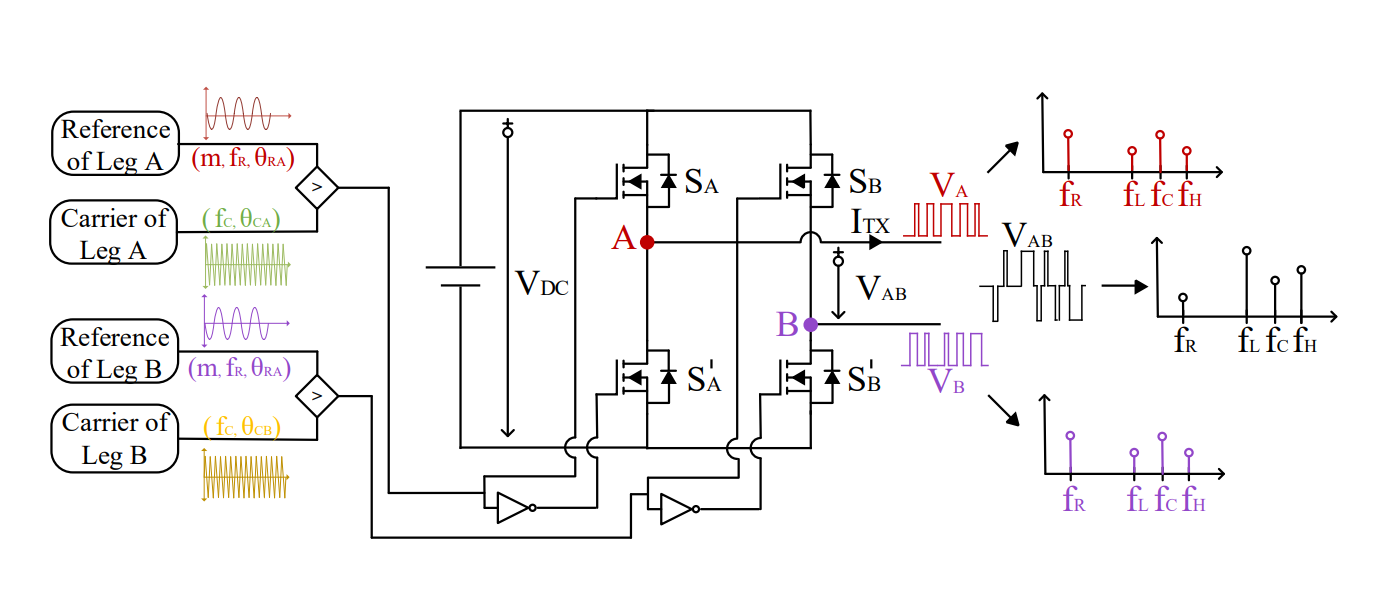 Reference
of Leg A
(m, fR, θRA)
>
Carrier of
Leg A
(fC, θCA)
Reference
of Leg B
(m, fR, θRA)
>
Carrier of
Leg B
(fC, θCB)
VDC
SA
SB
A
ITX
VAB
B
SA'
SB'
VA
VAB
VB
fR fL fC fH
fR fL fC fH
fR fL fC fH